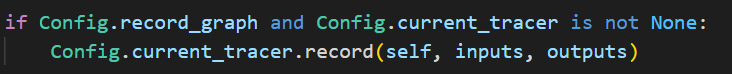 if Config.record_graph and Config.current_tracer is not None:
    Config.current_tracer.record(self, inputs, outputs)